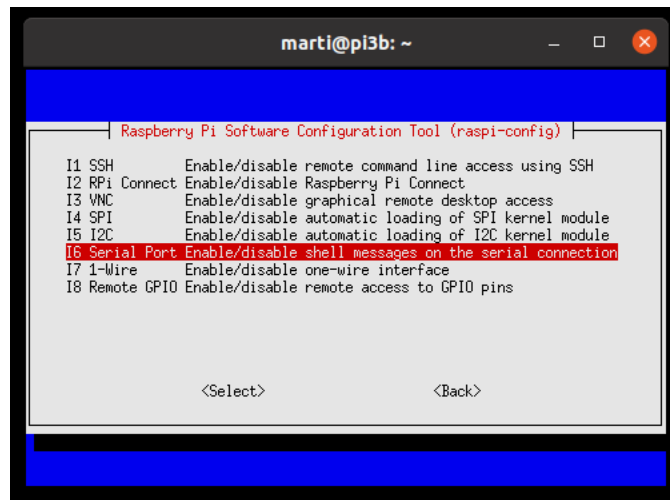 marti@pi3b: ~
Raspberry Pi Software Configuration Tool (raspi-config)
I1 SSH Enable/disable remote command line access using SSH
I2 RPi Connect Enable/disable Raspberry Pi Connect
I3 VNC Enable/disable graphical remote desktop access
I4 SPI Enable/disable automatic loading of SPI kernel module
I5 I2C Enable/disable automatic loading of I2C kernel module
I6 Serial Port Enable/disable shell messages on the serial connection
I7 1-Wire Enable/disable one-wire interface
I8 Remote GPIO Enable/disable remote access to GPIO pins
<Select> <Back>